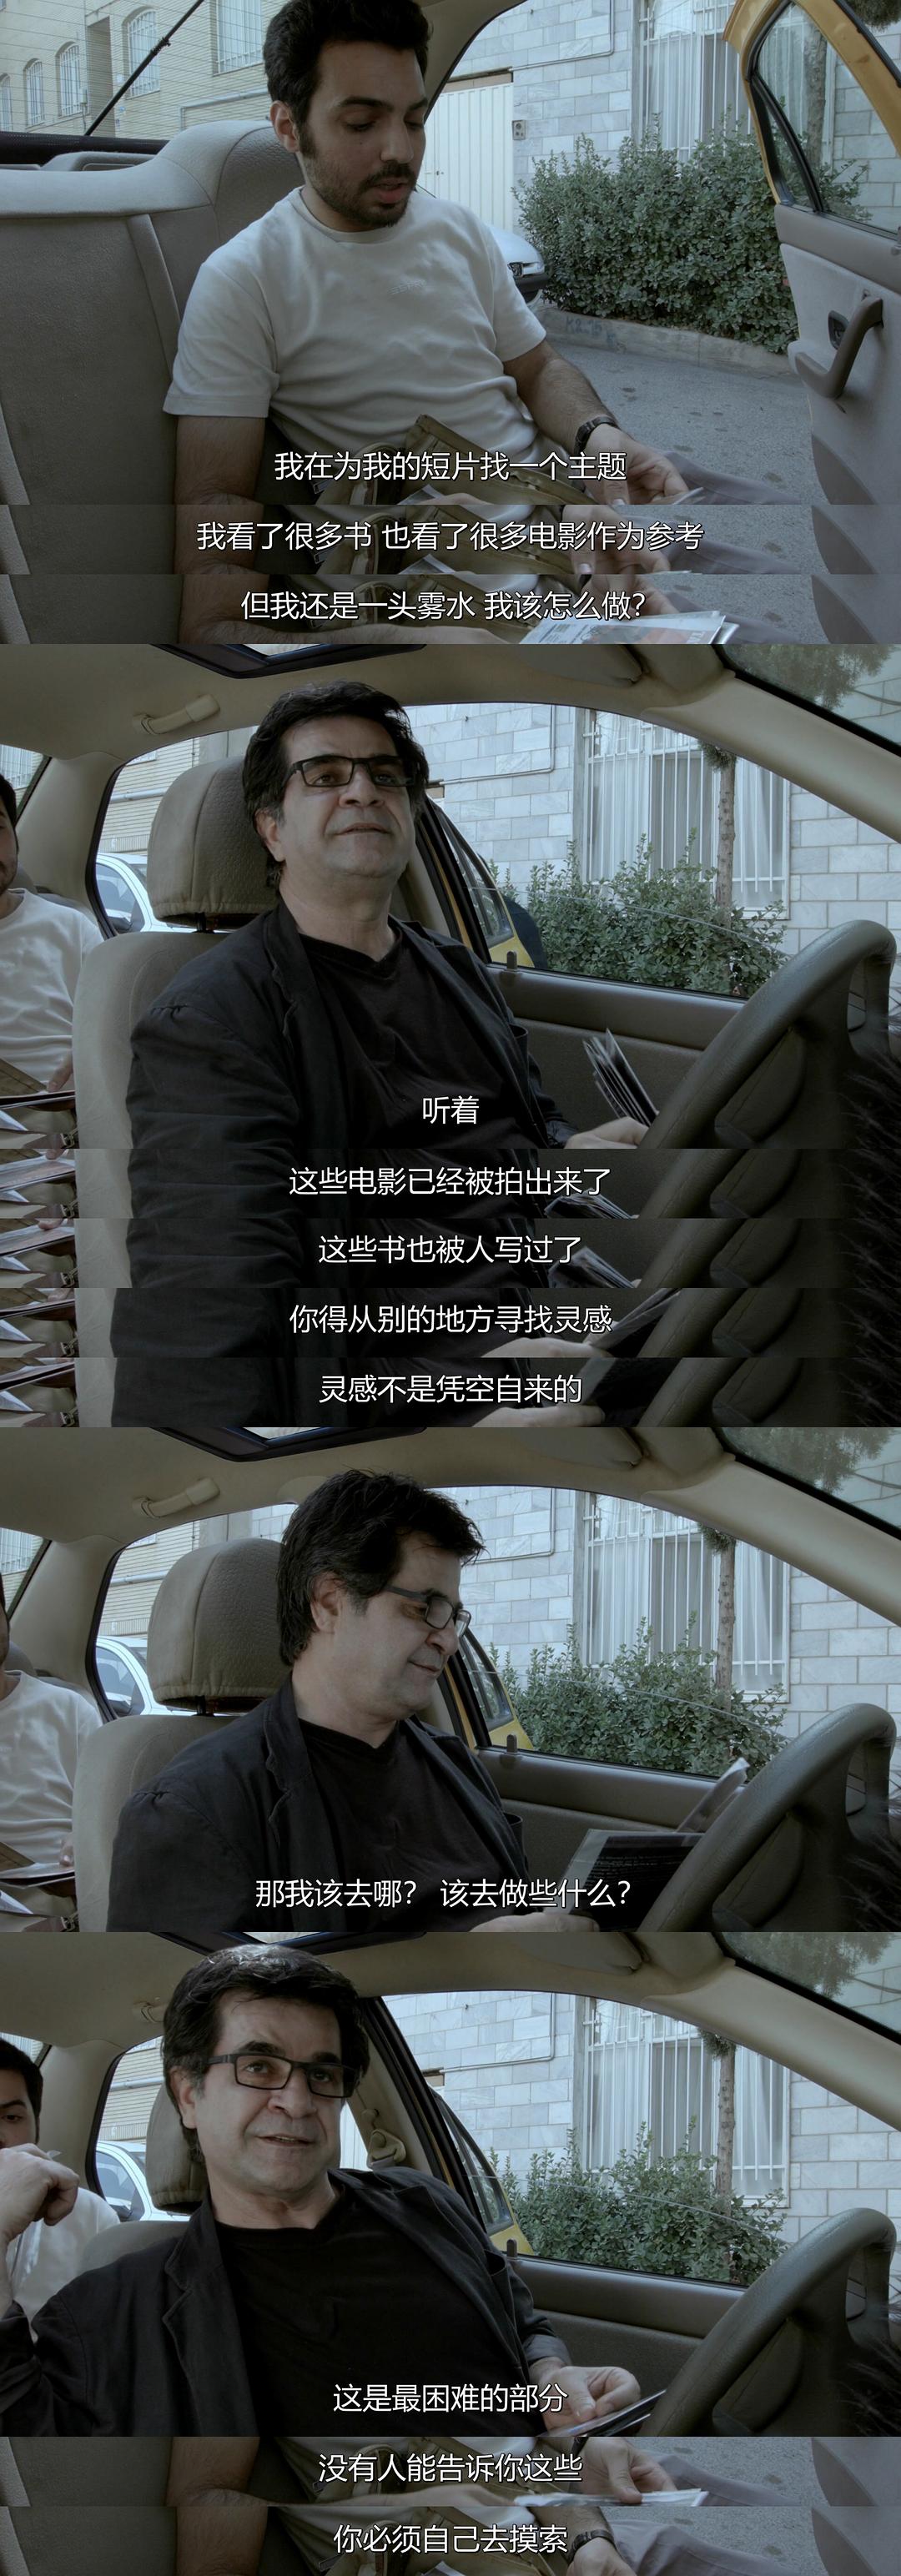 我在为我的短片找一个主题
我看了很多书 也看了很多电影作为参考
但我还是一头雾水 我该怎么做？
听着
这些电影已经被拍出来了
这些书也被人写过了
你得从别的地方寻找灵感
灵感不是凭空自来的
那我该去哪？ 该去做些什么？
这是最困难的部分
没有人能告诉你这些
你必须自己去摸索